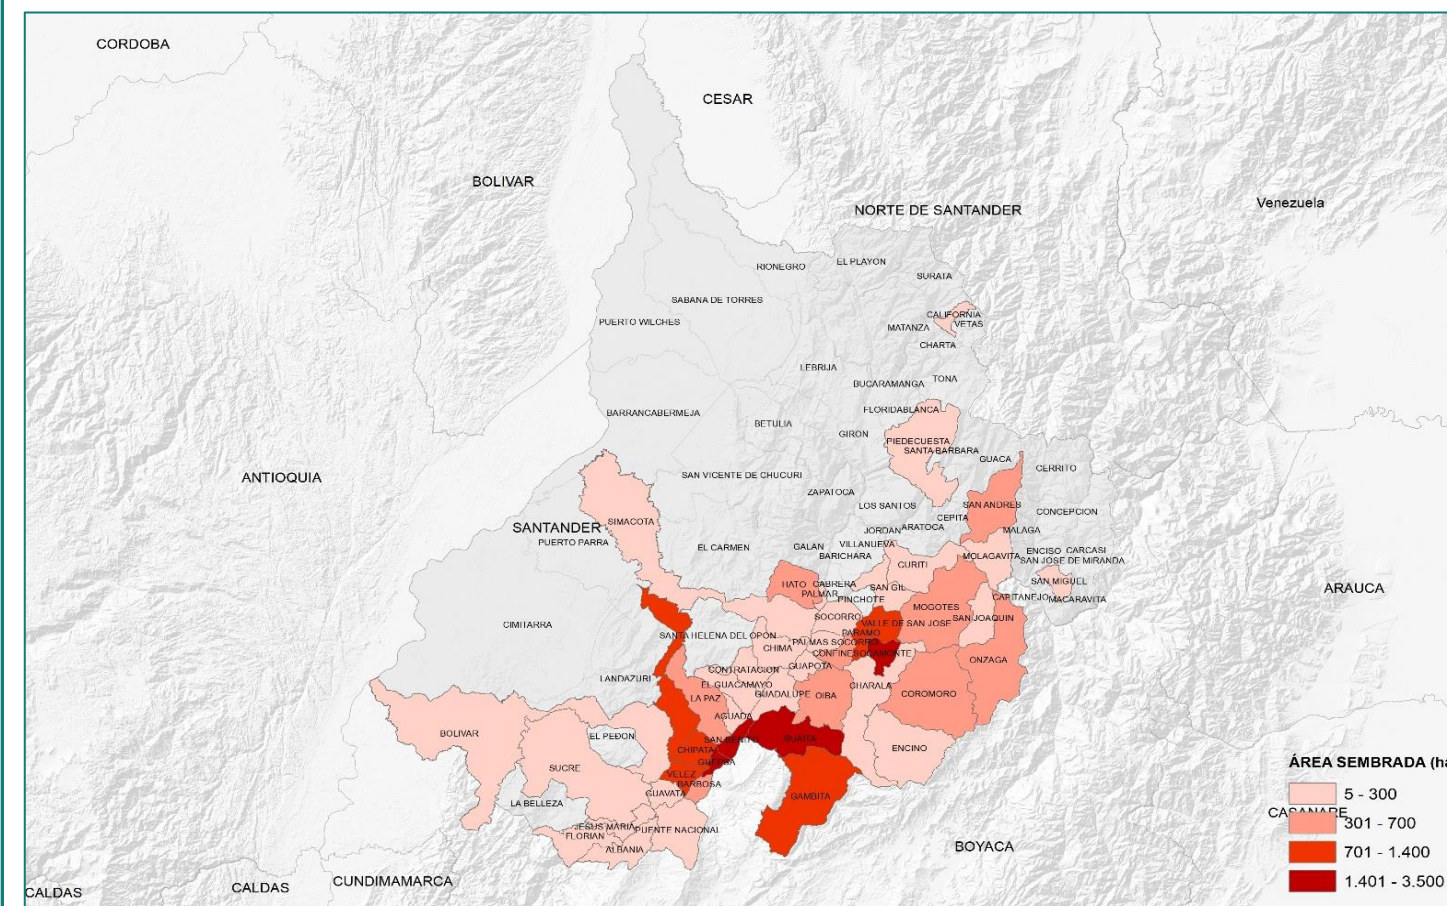 CORDOBA
CESAR
BOLIVAR
NORTE DE SANTANDER
Venezuela
RIONEGRO
EL PLAYON
SURATA
SABANA DE TORRES
PUERTO WILCHES
CALIFORNIA
VETAS
MATANZA
CHARTA
LEBRIJA
BUCARAMANGA
TONA
BARRANCABERMEJA
FLORIDABLANCA
BETULIA
GIRON
PIEDECUESTA
SANTA BARBARA
GUACA
CERRITO
ANTIOQUIA
SAN VICENTE DE CHUCURI
ZAPATOCA
LOS SANTOS
SAN ANDRES
CONCEPCION
SIMACOTA
CEPITA
SANTANDER
JORDAN
ARATOCA
MALAGA
PUERTO PARRA
EL CARMEN
GALAN
VILLANUEVA
BARICHARA
MOLAGAVITA
ENCISO
CARCASI
SAN JOSE DE MIRANDA
CURITI
HATO
CABRERA
SAN GIL
SAN MIGUEL
ARAUCA
PALMAR
PINCHOTE
CAPITANEJO
MACARAVITA
MOGOTES
SOCORRO
SAN JOAQUIN
CIMITARRA
VALLE DE SAN JOSE
SANTA HELENA DEL OPON
PARAMO
PALMAS SOCORRO
CHIMA
CONFINES
OCAMONTE
ONZAGA
CONTRATACION
GUAPOTA
LANDAZURI
EL GUACAMAYO
CHARALA
GUADALUPE
OIBA
COROMORO
LA PAZ
AGUADA
BOLIVAR
EL PEÑON
SAN BENITO
SUAITA
CHIPATA
ENCINO
GUEPSA
SUCRE
VELEZ
BARBOSA
GUAVATA
GAMBITA
LA BELLEZA
JESUS MARIA
PUENTE NACIONAL
FLORIAN
ALBANIA
BOYACA
CUNDIMAMARCA
CALDAS
CALDAS
CASANARE
ÁREA SEMBRADA (ha
5 - 300
301 - 700
701 - 1.400
1.401 - 3.500